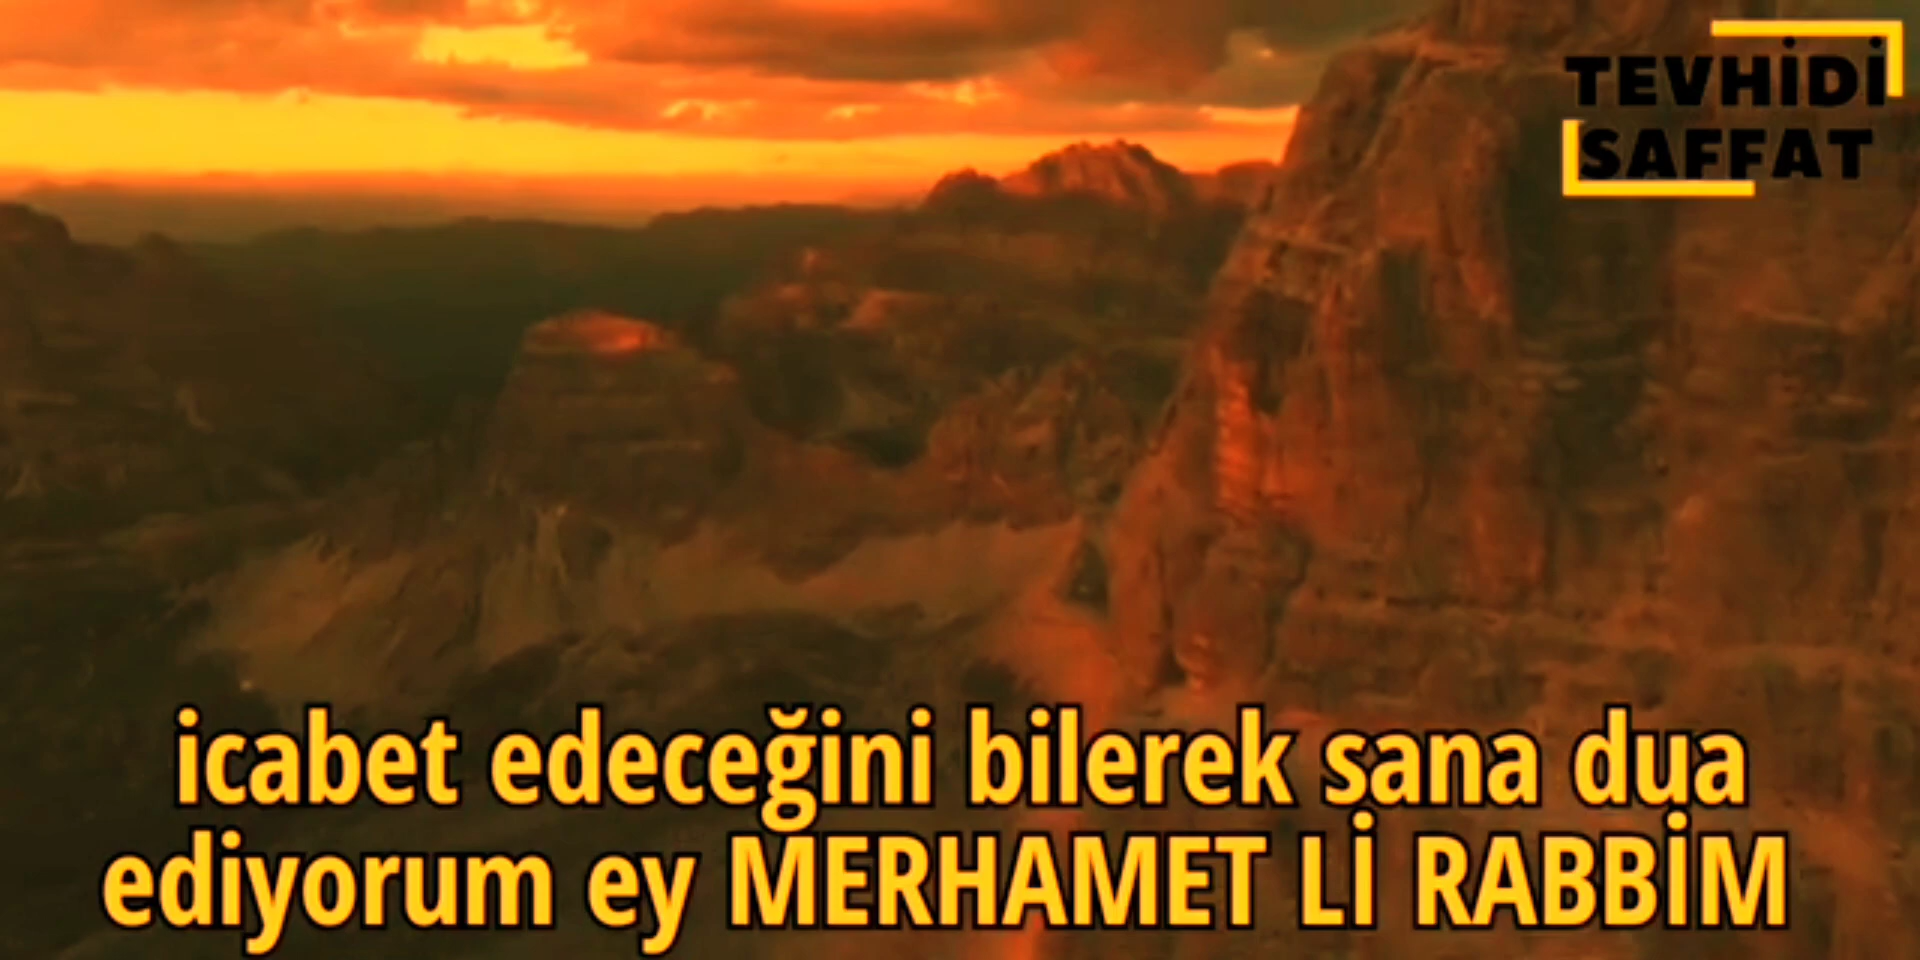 TEVHİDİ
SAFFAT
icabet edeceğini bilerek sana dua
ediyorum ey MERHAMET Lİ RABBİM